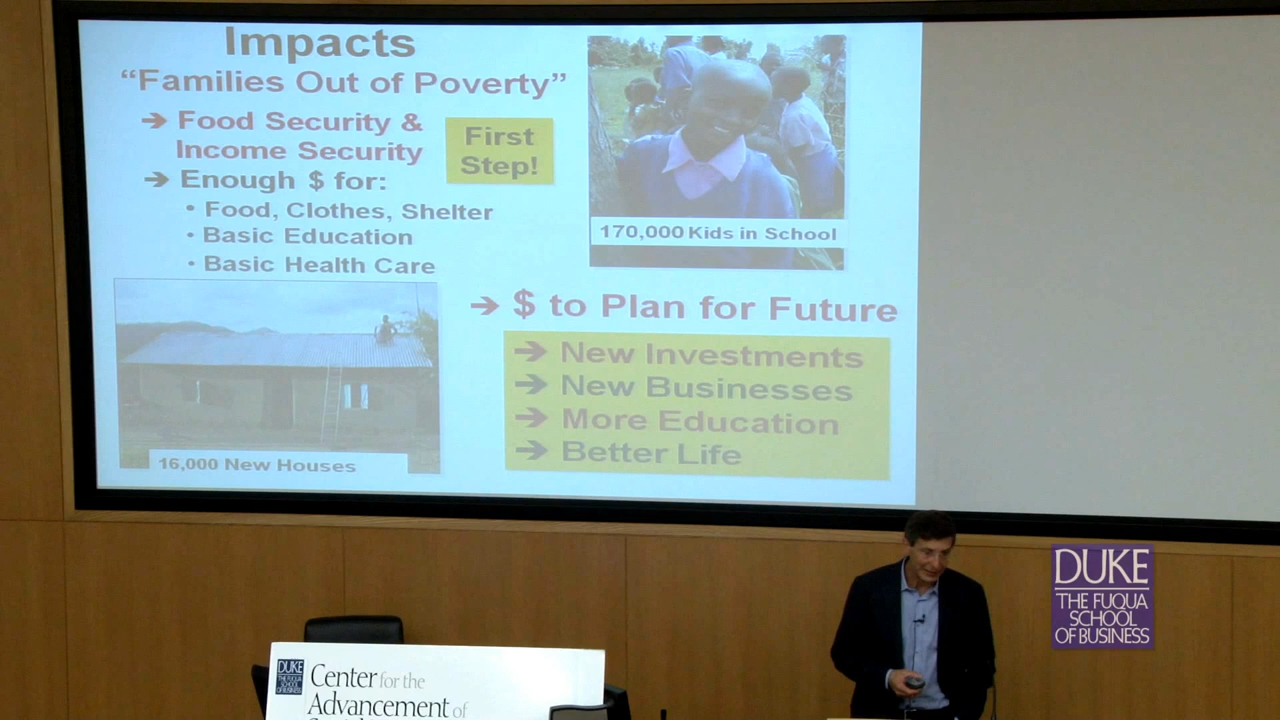 Impacts
“Families Out of Poverty”
➔ Food Security &
Income Security
First
Step!
➔ Enough $ for:
• Food, Clothes, Shelter
• Basic Education
• Basic Health Care
170,000 Kids in School
➔ $ to Plan for Future
➔ New Investments
➔ New Businesses
➔ More Education
➔ Better Life
16,000 New Houses
DUKE
THE FUQUA
SCHOOL
OF BUSINESS
DUKE
THE FUQUA
SCHOOL
OF BUSINESS
Center for the
Advancement of